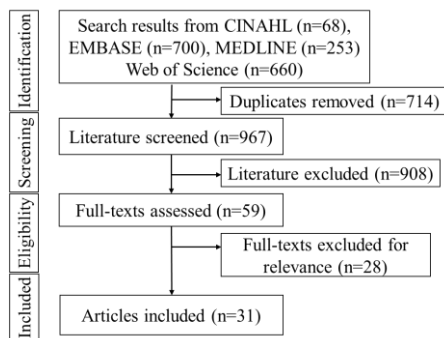 Identification
Search results from CINAHL (n=68),
EMBASE (n=700), MEDLINE (n=253)
Web of Science (n=660)
Duplicates removed (n=714)
Screening
Literature screened (n=967)
Literature excluded (n=908)
Eligibility
Full-texts assessed (n=59)
Full-texts excluded for
relevance (n=28)
Included
Articles included (n=31)